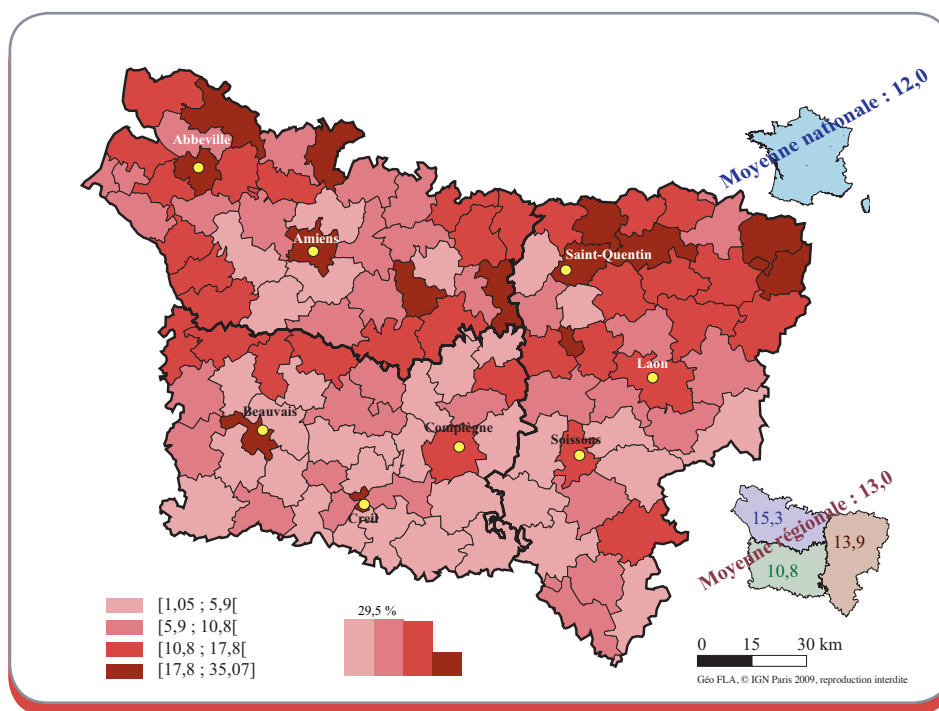 Moyenne nationale : 12,0
Abbeville
Amiens
Saint-Quentin
Laon
Beauvais
Compiègne
Soissons
Creil
Moyenne régionale : 13,0
15,3
13,9
10,8
[1,05 ; 5,9[
[5,9 ; 10,8[
[10,8 ; 17,8[
[17,8 ; 35,07]
29,5 %
0 15 30 km
Géo FLA, © IGN Paris 2009, reproduction interdite